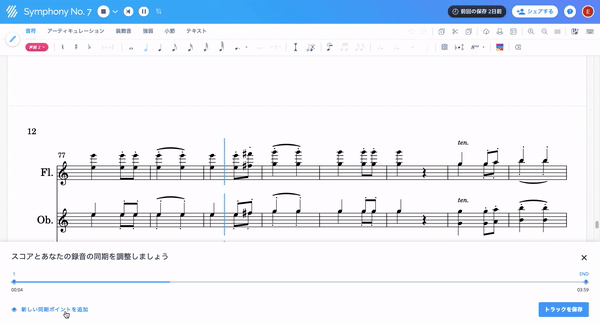 Symphony No. 7
前回の保存 2日前
シェアする
E
音符 アーティキュレーション 装飾音 強弱 小節 テキスト
声部 2
12
77
Fl.
ten.
Ob.
ten.
スコアとあなたの録音の同期を調整しましょう
1 END
00:04 03:59
新しい同期ポイントを追加
トラックを保存